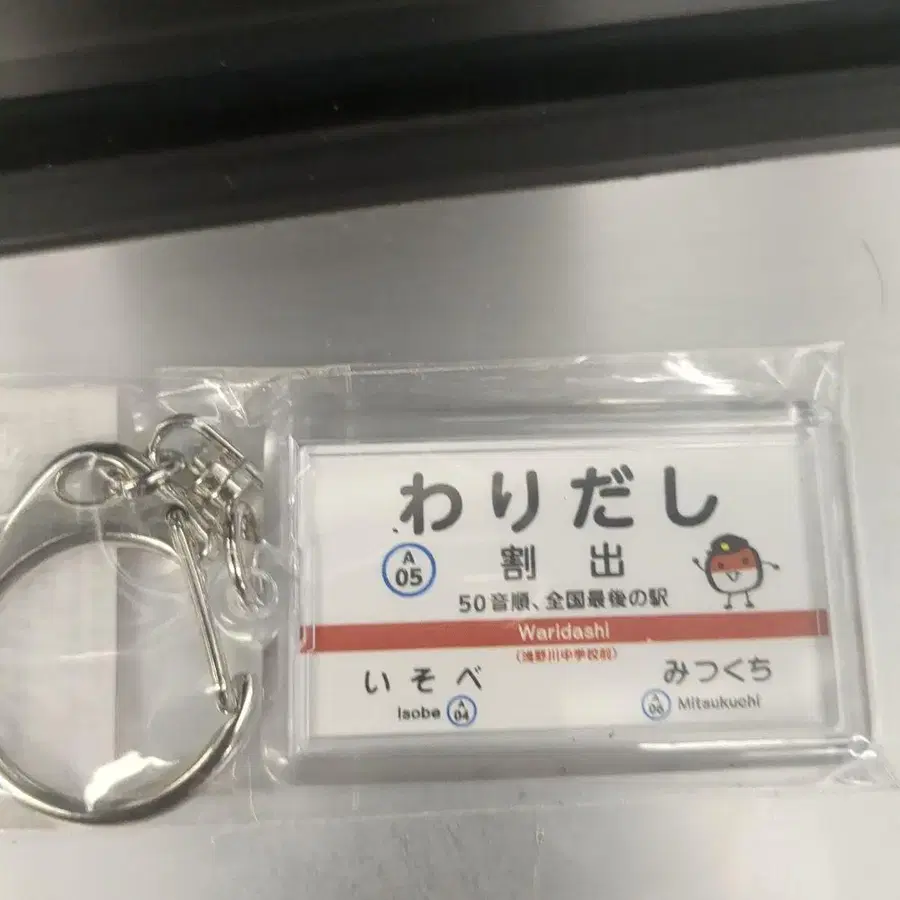 わりだし
A
05
割出
50音順、全国最後の駅
Waridashi
(浅野川中学校前)
いそべ
みつくち
Isobe A 04
A 06 Mitsukuchi